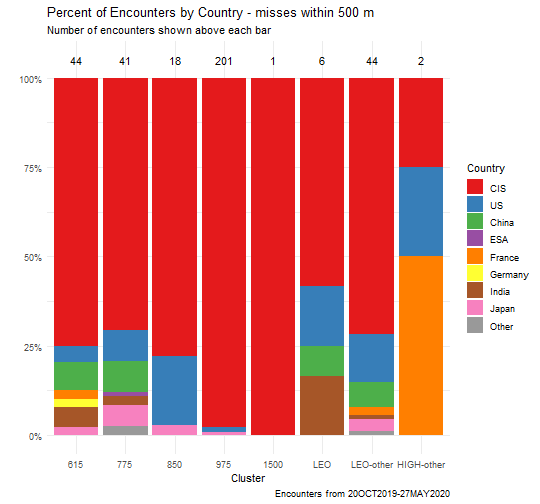 Percent of Encounters by Country - misses within 500 m
Number of encounters shown above each bar
44 41 18 201 1 6 44 2
100%
75%
50%
25%
0%
615 775 850 975 1500 LEO LEO-other HIGH-other
Cluster
Country
CIS
US
China
ESA
France
Germany
India
Japan
Other
Encounters from 20OCT2019-27MAY2020